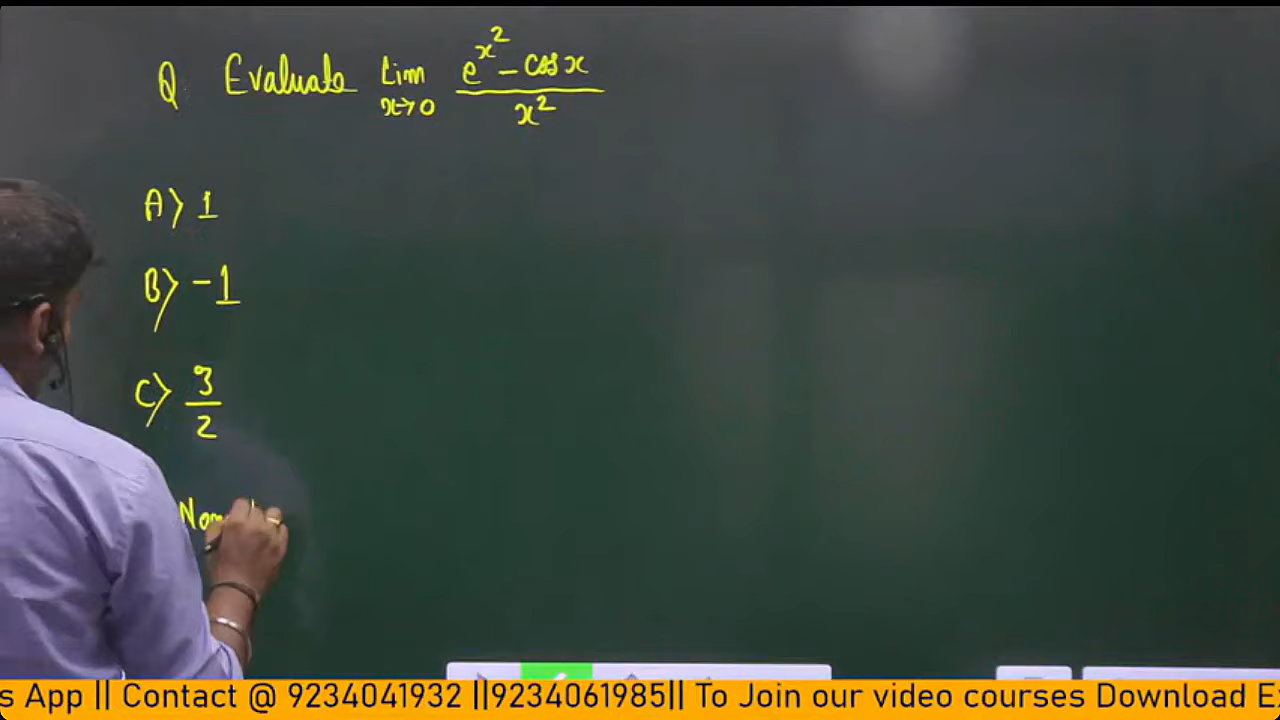 Q Evaluate Lim x→0 (e^x² - cos x)/x²
A) 1
B) -1
C) 3/2
s App || Contact @ 9234041932 ||9234061985|| To Join our video courses Download E